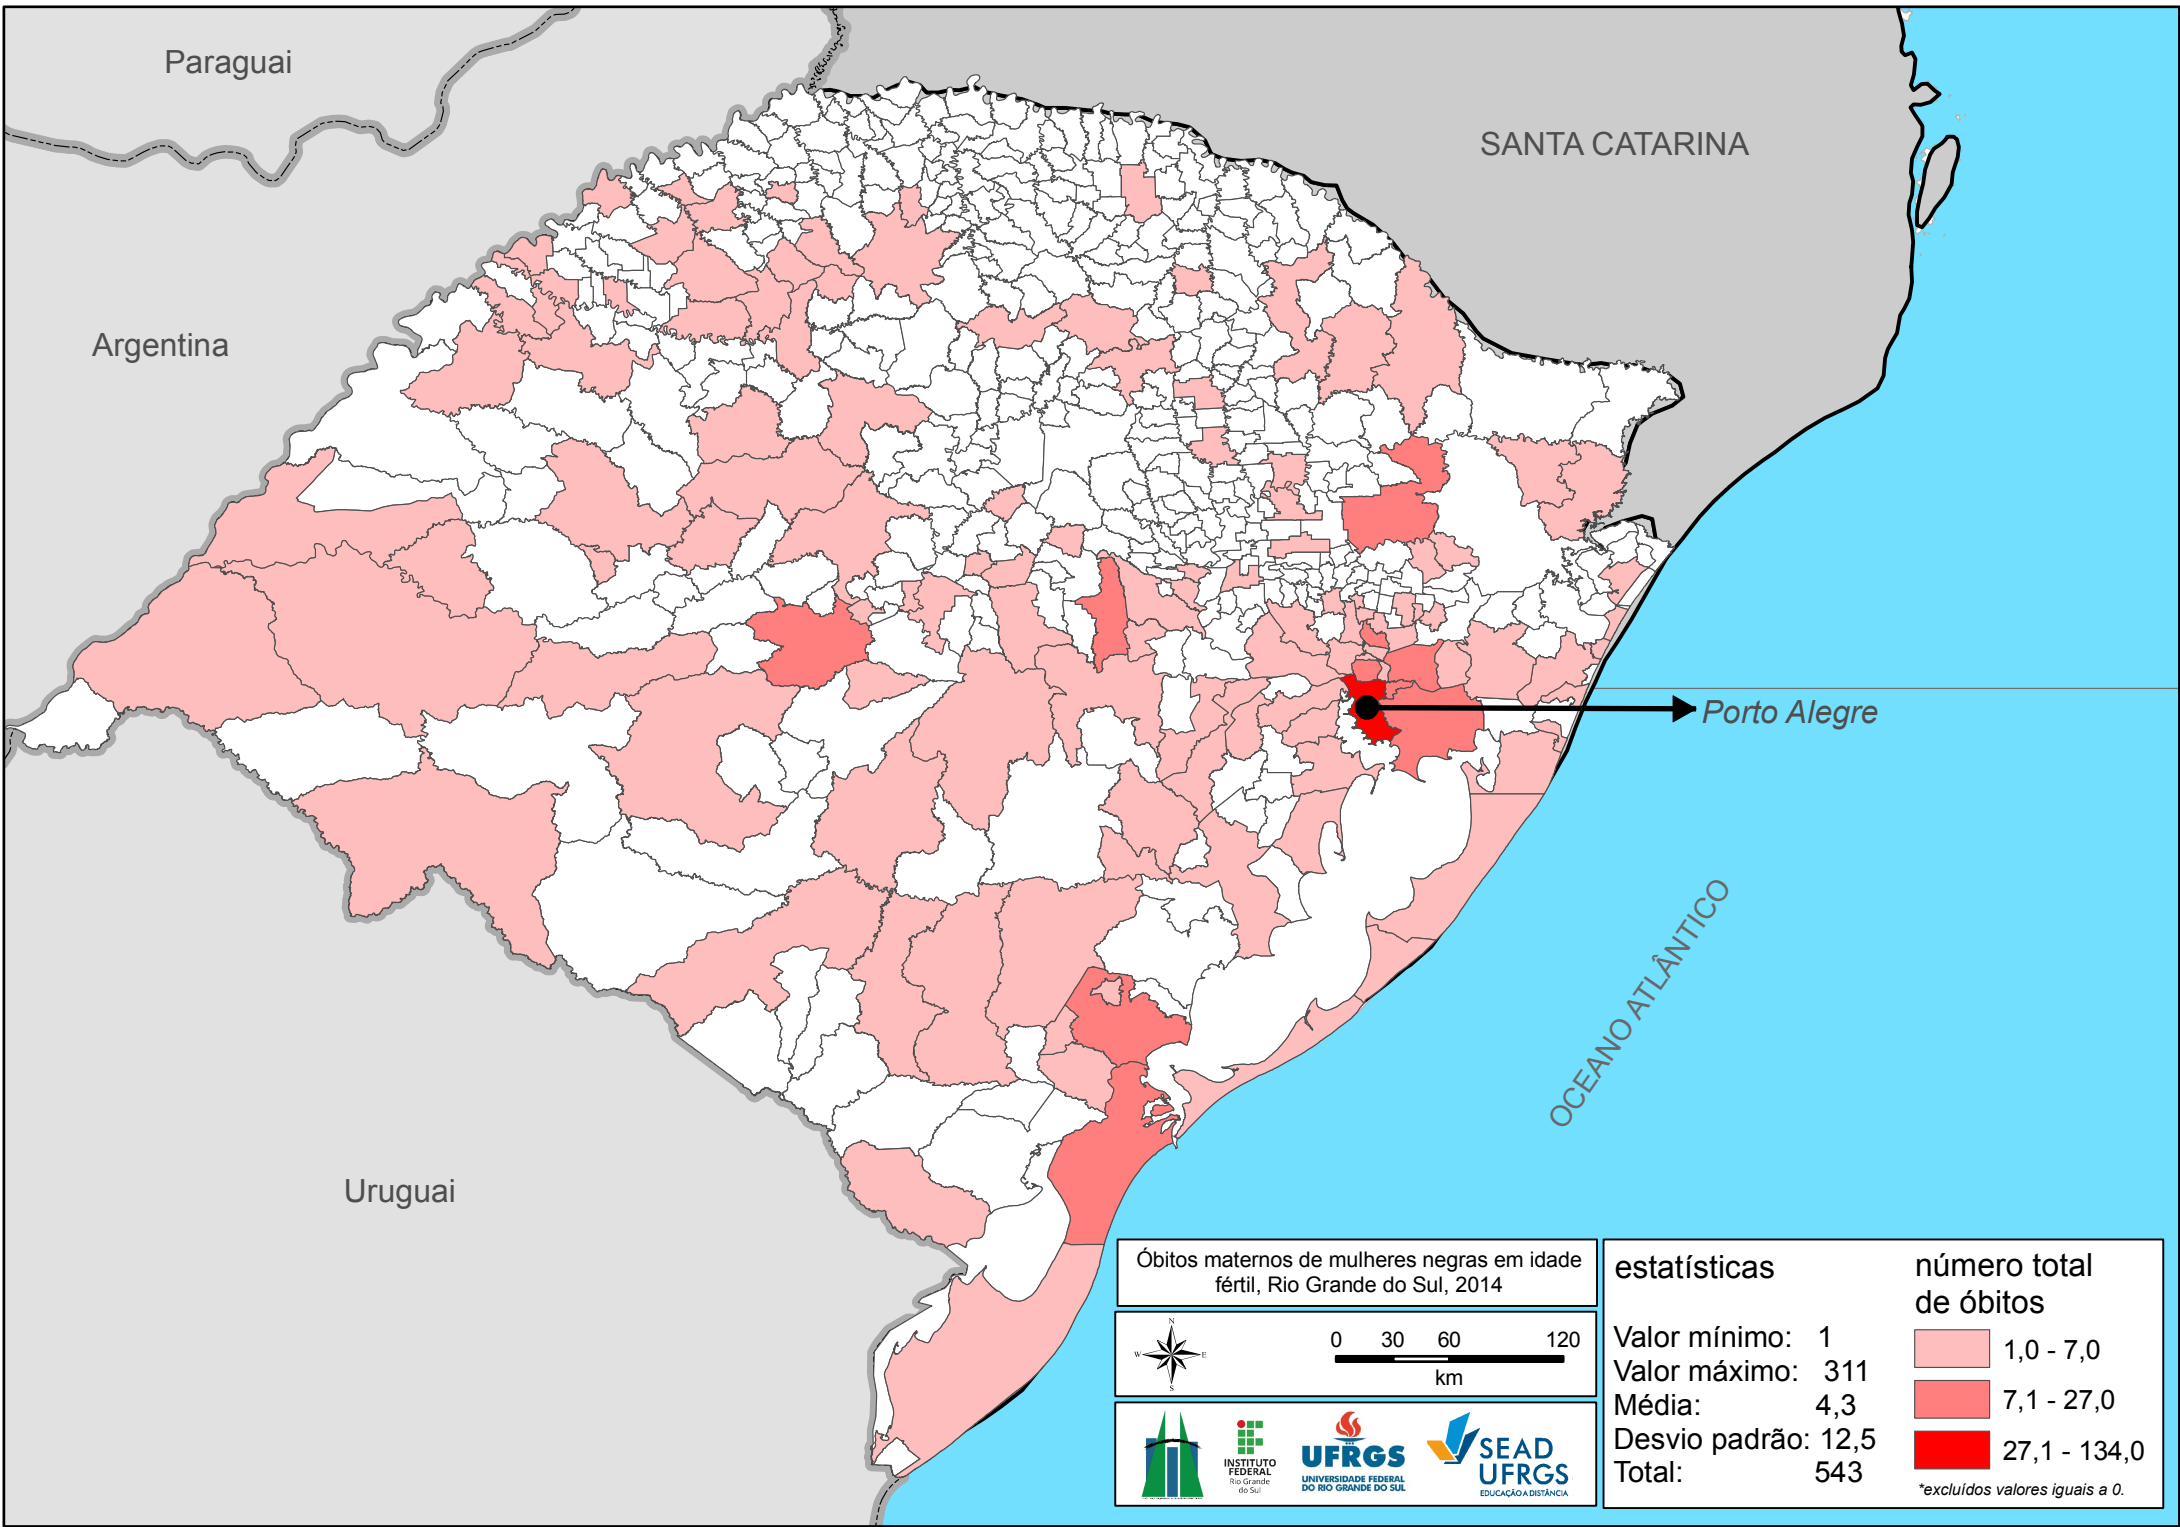 Paraguai
SANTA CATARINA
Argentina
Porto Alegre
OCEANO ATLÂNTICO
Uruguai
Óbitos maternos de mulheres negras em idade
fértil, Rio Grande do Sul, 2014
N
W E
S
0 30 60 120
km
INSTITUTO
FEDERAL
Rio Grande
do Sul
UFRGS
UNIVERSIDADE FEDERAL
DO RIO GRANDE DO SUL
SEAD
UFRGS
EDUCAÇÃO A DISTÂNCIA
estatísticas
Valor mínimo: 1
Valor máximo: 311
Média: 4,3
Desvio padrão: 12,5
Total: 543
número total
de óbitos
1,0 - 7,0
7,1 - 27,0
27,1 - 134,0
*excluídos valores iguais a 0.